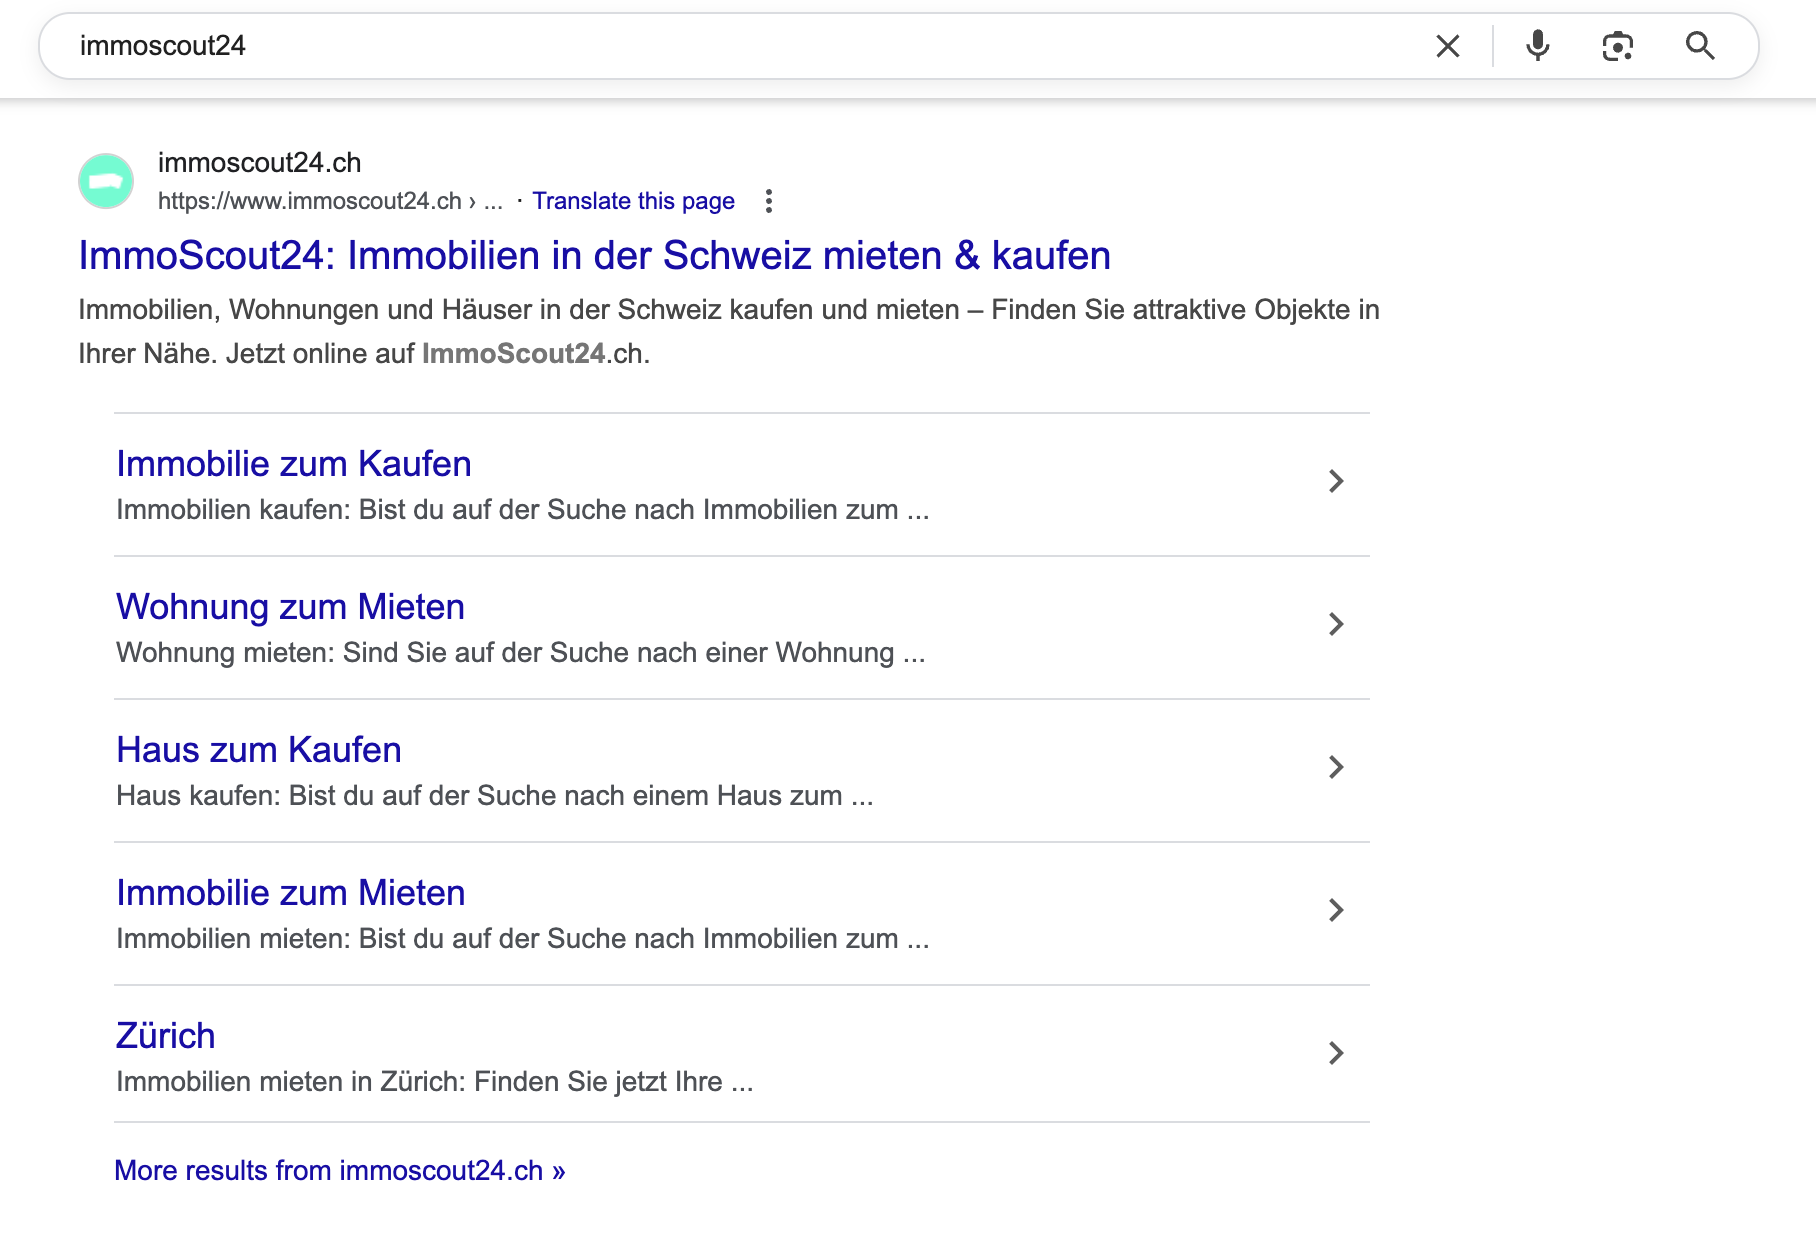 immoscout24
immoscout24.ch
https://www.immoscout24.ch › ... · Translate this page
ImmoScout24: Immobilien in der Schweiz mieten & kaufen
Immobilien, Wohnungen und Häuser in der Schweiz kaufen und mieten – Finden Sie attraktive Objekte in
Ihrer Nähe. Jetzt online auf ImmoScout24.ch.
Immobilie zum Kaufen
Immobilien kaufen: Bist du auf der Suche nach Immobilien zum ...
Wohnung zum Mieten
Wohnung mieten: Sind Sie auf der Suche nach einer Wohnung ...
Haus zum Kaufen
Haus kaufen: Bist du auf der Suche nach einem Haus zum ...
Immobilie zum Mieten
Immobilien mieten: Bist du auf der Suche nach Immobilien zum ...
Zürich
Immobilien mieten in Zürich: Finden Sie jetzt Ihre ...
More results from immoscout24.ch »